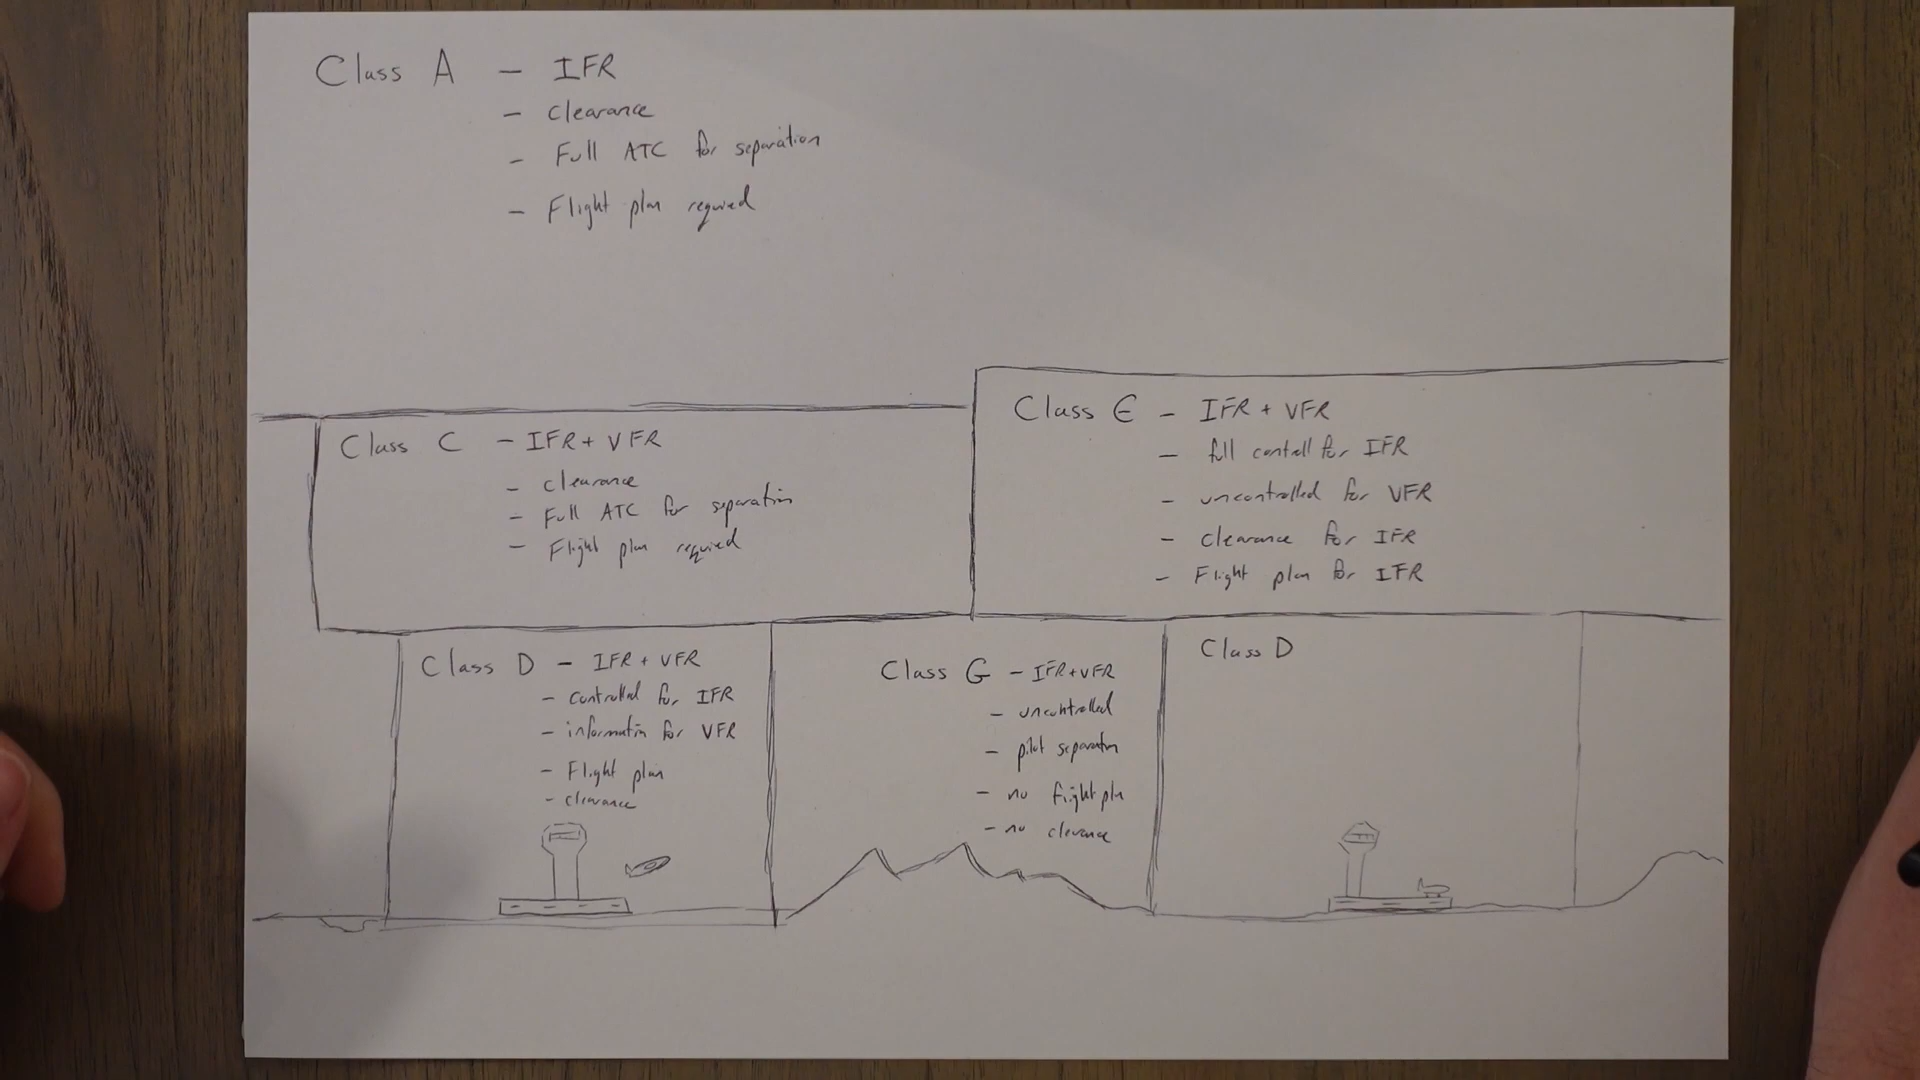 Class A - IFR
- clearance
- Full ATC for separation
- Flight plan required
Class C - IFR + VFR
- clearance
- Full ATC for separation
- Flight plan required
Class E - IFR + VFR
- full controll for IFR
- uncontrolled for VFR
- clearance for IFR
- Flight plan for IFR
Class D - IFR + VFR
- controlled for IFR
- information for VFR
- Flight plan
- clearance
Class G - IFR+VFR
- uncontrolled
- pilot separation
- no flight pln
- no clearance
Class D